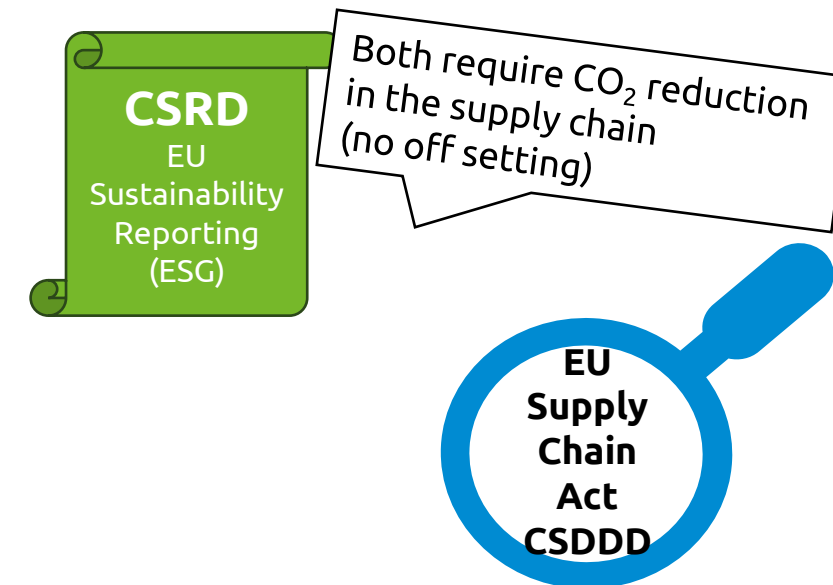 CSRD
EU
Sustainability
Reporting
(ESG)
Both require CO₂ reduction
in the supply chain
(no off setting)
EU
Supply
Chain
Act
CSDDD